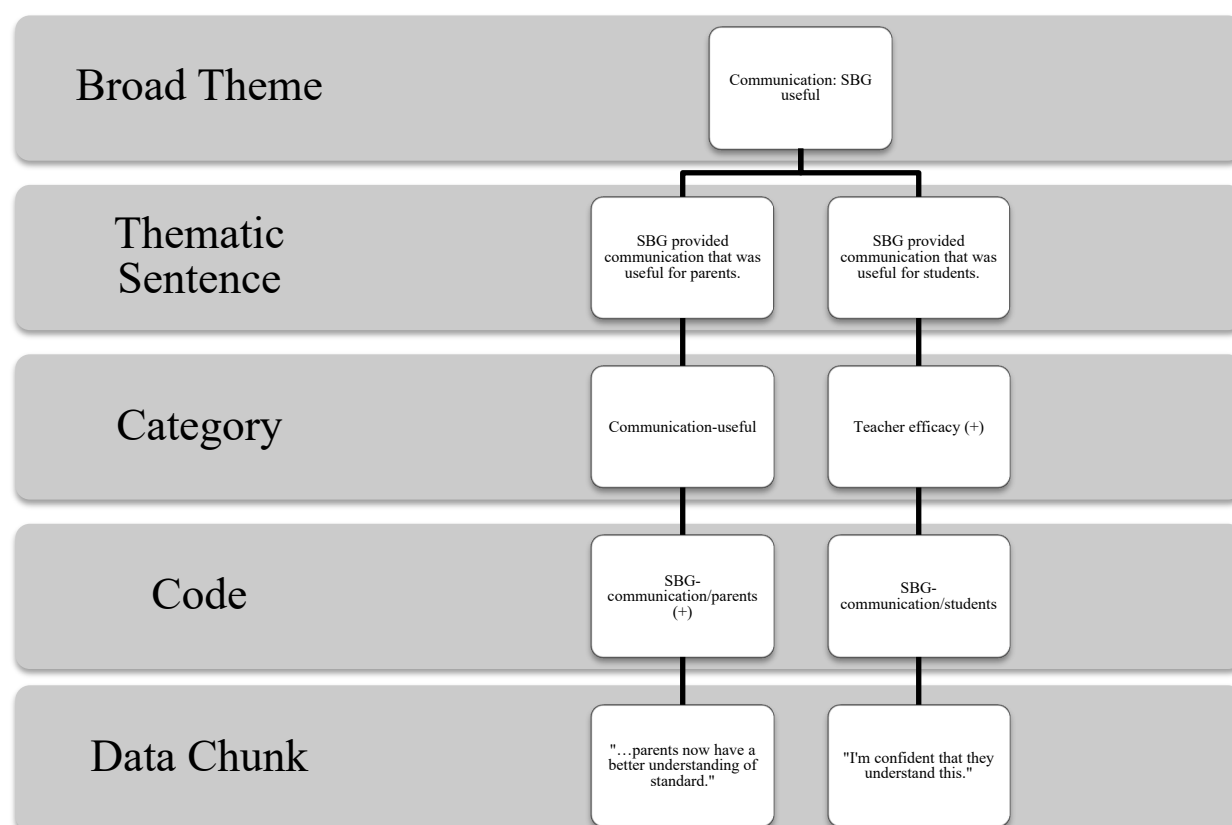 Broad Theme
Communication: SBG
useful
Thematic
Sentence
SBG provided
communication that was
useful for parents.
SBG provided
communication that was
useful for students.
Category
Communication-useful
Teacher efficacy (+)
Code
SBG-
communication/parents
(+)
SBG-
communication/students
Data Chunk
"…parents now have a
better understanding of
standard."
"I'm confident that they
understand this."